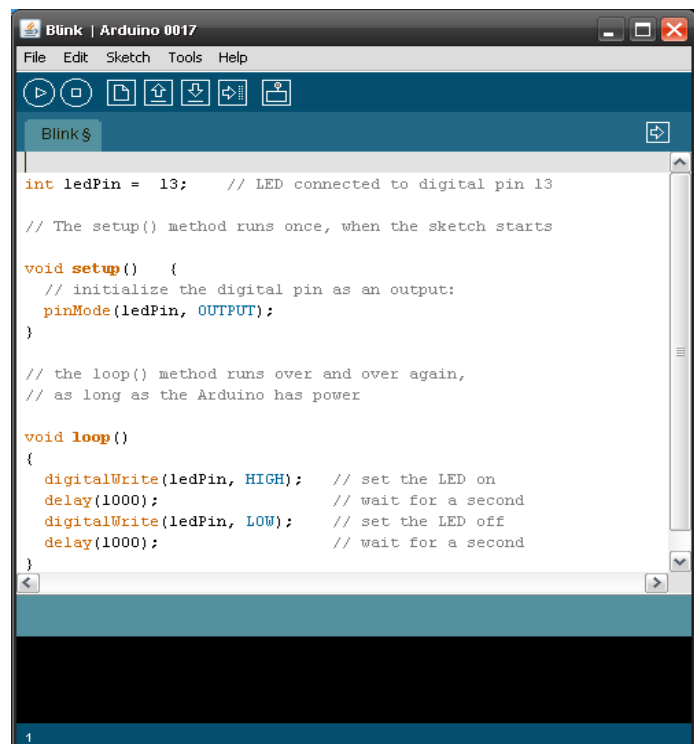 Blink | Arduino 0017
File Edit Sketch Tools Help
Blink §
int ledPin =  13;    // LED connected to digital pin 13
// The setup() method runs once, when the sketch starts
void setup()   {
  // initialize the digital pin as an output:
  pinMode(ledPin, OUTPUT);
}
// the loop() method runs over and over again,
// as long as the Arduino has power
void loop()
{
  digitalWrite(ledPin, HIGH);   // set the LED on
  delay(1000);                  // wait for a second
  digitalWrite(ledPin, LOW);    // set the LED off
  delay(1000);                  // wait for a second
}
1